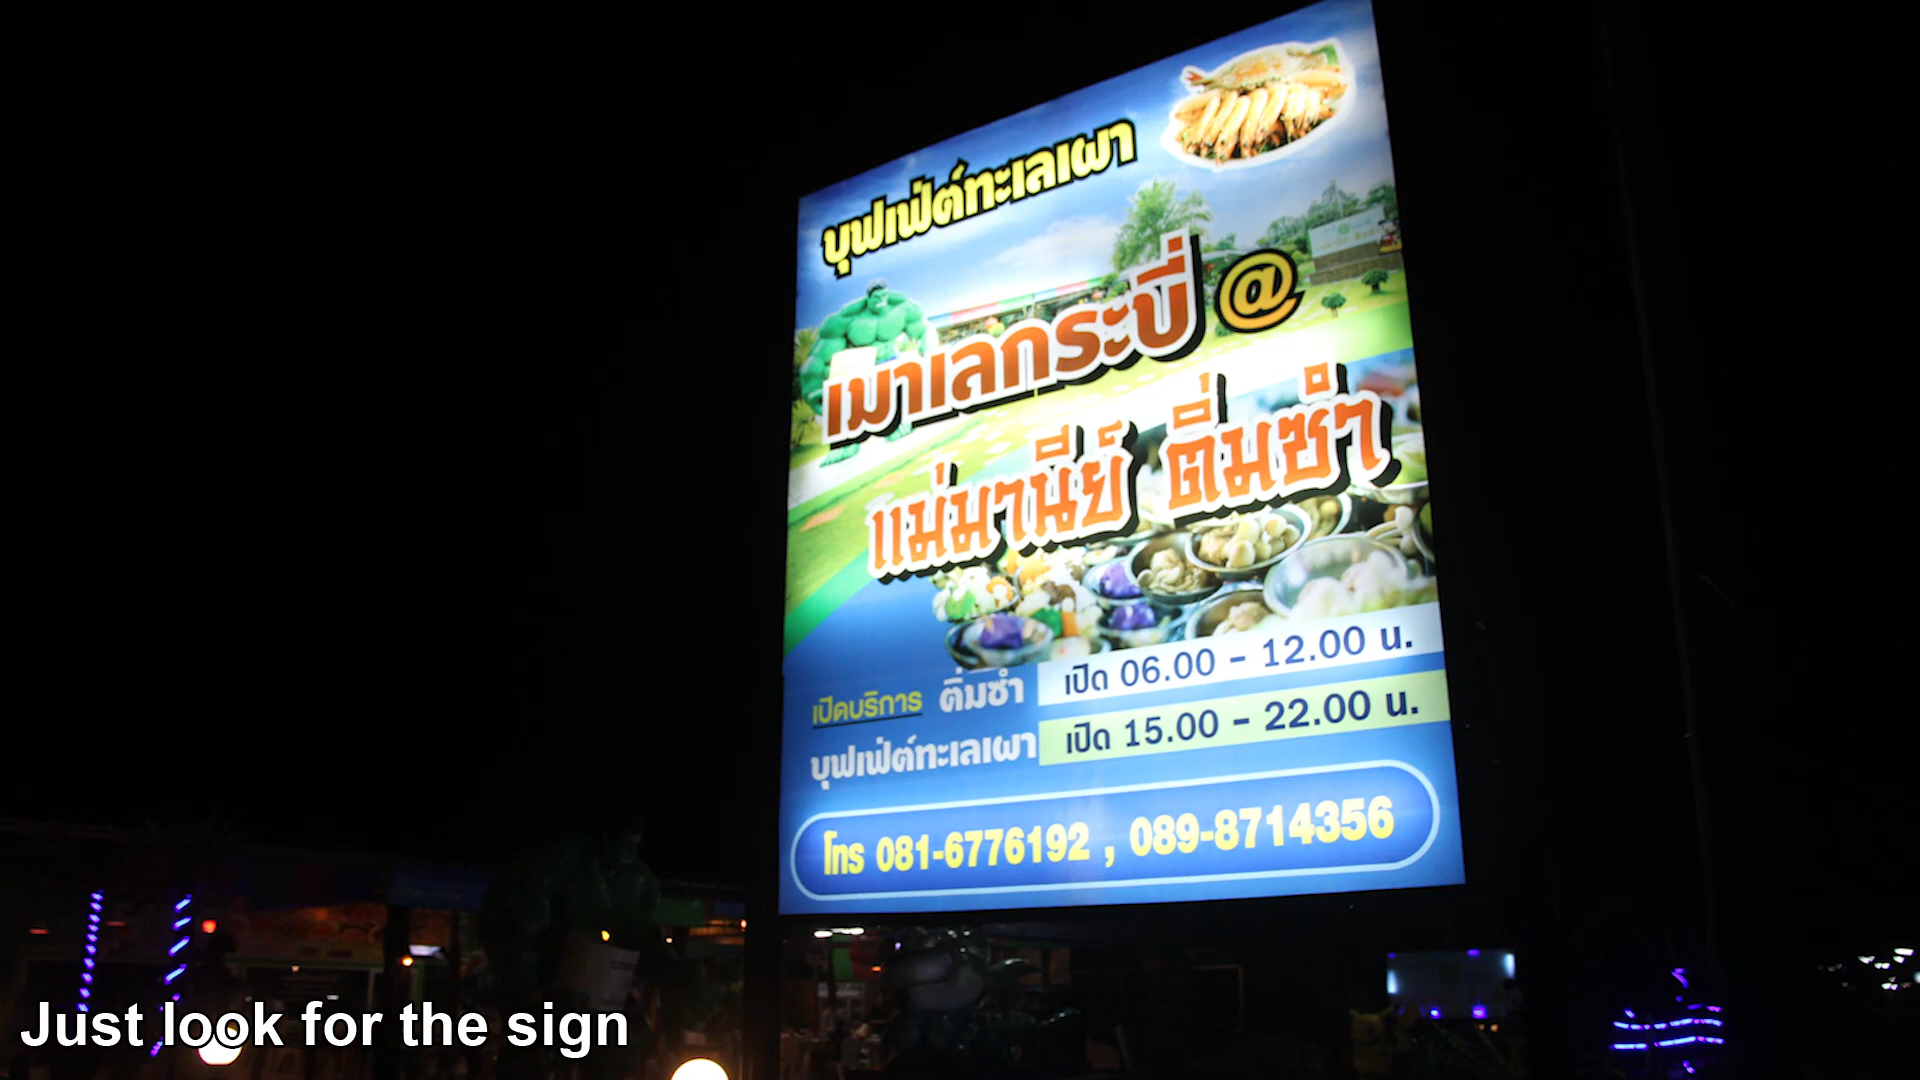 บุฟเฟ่ต์ทะเลเผา
เมาเลกระบี่ @
แม่มานีย์ ติ่มซำ
เปิดบริการ ติ่มซำ เปิด 06.00 - 12.00 น.
บุฟเฟ่ต์ทะเลเผา เปิด 15.00 - 22.00 น.
โทร 081-6776192 , 089-8714356
Just look for the sign